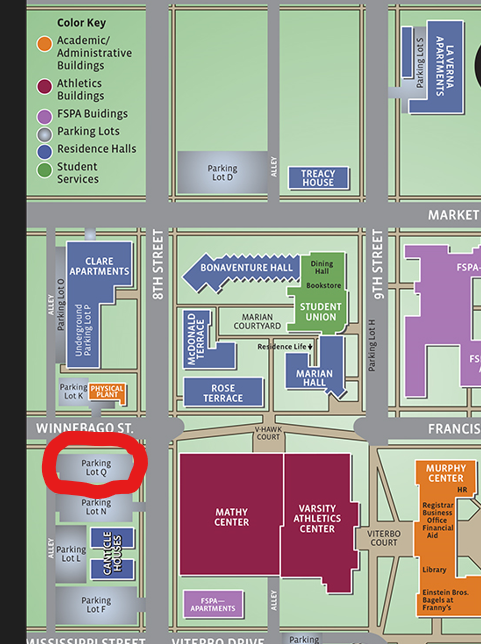 Color Key
Academic/
Administrative
Buildings
Athletics
Buildings
FSPA Buidings
Parking Lots
Residence Halls
Student
Services
Parking
Lot D
ALLEY
TREACY
HOUSE
Parking Lot S
LA VERNA
APARTMENTS
MARKET
8TH STREET
9TH STREET
CLARE
APARTMENTS
ALLEY
Parking Lot O
Underground
Parking Lot P
Parking
Lot K
PHYSICAL
PLANT
BONAVENTURE HALL
Dining
Hall
Bookstore
STUDENT
UNION
MARIAN
COURTYARD
McDONALD
TERRACE
Residence Life
MARIAN
HALL
ROSE
TERRACE
Parking Lot H
FSPA-
WINNEBAGO ST.
V-HAWK
COURT
FRANCIS
Parking
Lot Q
Parking
Lot N
ALLEY
Parking
Lot L
CANTICLE
HOUSES
Parking
Lot F
MATHY
CENTER
VARSITY
ATHLETICS
CENTER
FSPA—
APARTMENTS
ALLEY
VITERBO
COURT
MURPHY
CENTER
HR
Registrar
Business
Office
Financial
Aid
Library
Einstein Bros.
Bagels at
Franny's
MISSISSIPPI STREET
VITERBO DRIVE
Parking